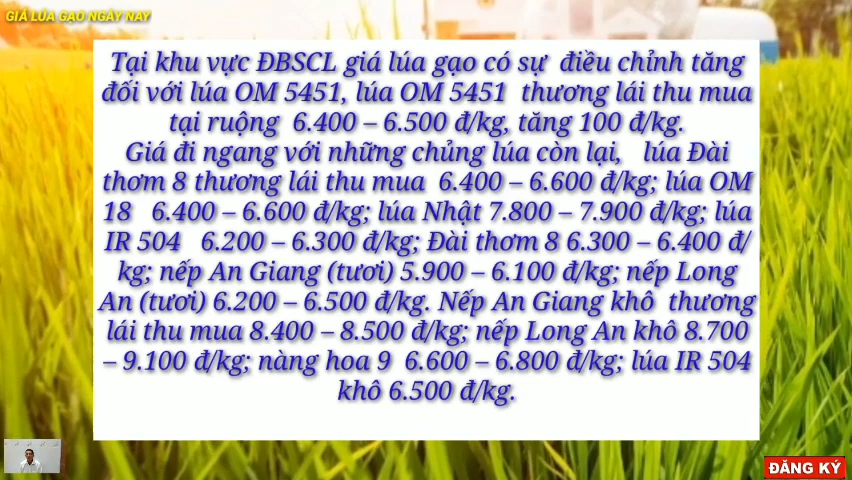 GIÁ LÚA GẠO NGÀY NAY
Tại khu vực ĐBSCL giá lúa gạo có sự điều chỉnh tăng
đối với lúa OM 5451, lúa OM 5451 thương lái thu mua
tại ruộng 6.400 – 6.500 đ/kg, tăng 100 đ/kg.
Giá đi ngang với những chủng lúa còn lại, lúa Đài
thơm 8 thương lái thu mua 6.400 – 6.600 đ/kg; lúa OM
18 6.400 – 6.600 đ/kg; lúa Nhật 7.800 – 7.900 đ/kg; lúa
IR 504 6.200 – 6.300 đ/kg; Đài thơm 8 6.300 – 6.400 đ/
kg; nếp An Giang (tươi) 5.900 – 6.100 đ/kg; nếp Long
An (tươi) 6.200 – 6.500 đ/kg. Nếp An Giang khô thương
lái thu mua 8.400 – 8.500 đ/kg; nếp Long An khô 8.700
– 9.100 đ/kg; nàng hoa 9 6.600 – 6.800 đ/kg; lúa IR 504
khô 6.500 đ/kg.
ĐĂNG KÝ